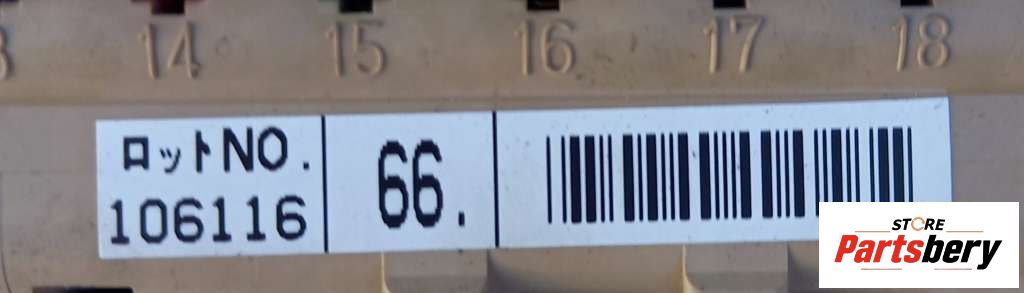 14 15 16 17 18
ロットNO.
106116
66.
STORE
Partsbery